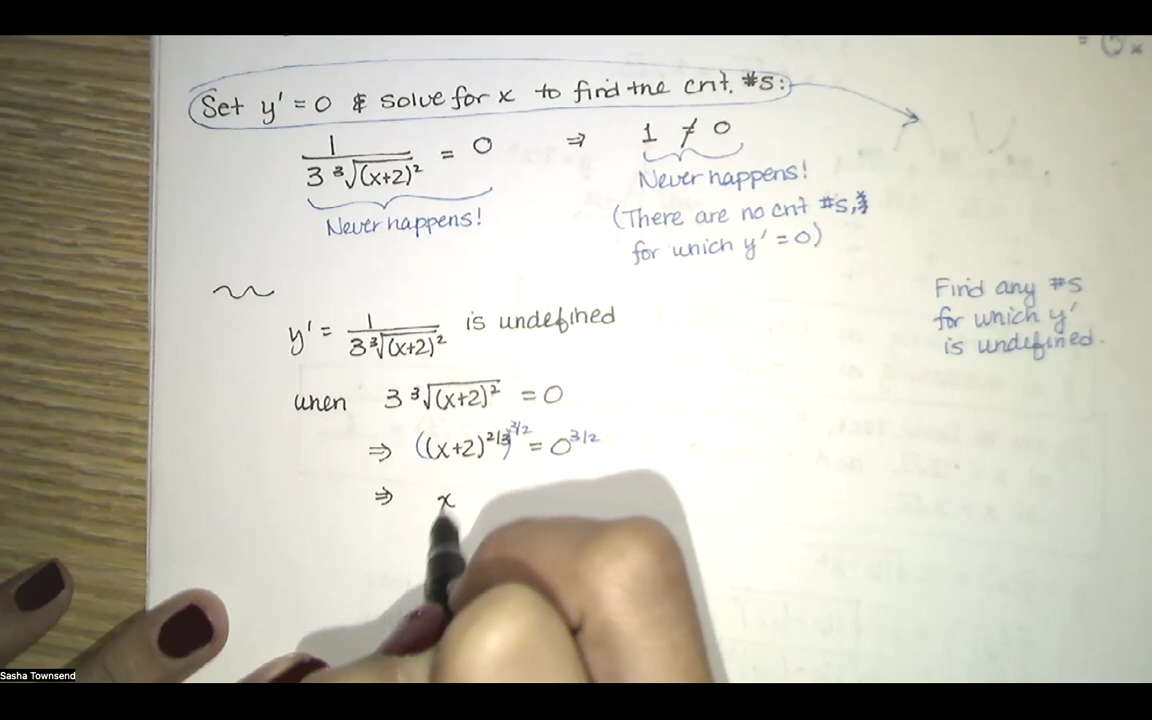 Set y' = 0 & solve for x to find the crit. #s:
1 / 3 ∛(x+2)² = 0 ⇒ 1 ≠ 0
Never happens!
Never happens!
(There are no crit #s,
for which y' = 0)
y' = 1 / 3∛(x+2)² is undefined
Find any #s
for which y'
is undefined.
when 3 ∛(x+2)² = 0
⇒ ((x+2)^2/3)^3/2 = 0^3/2
⇒ x
Sasha Townsend